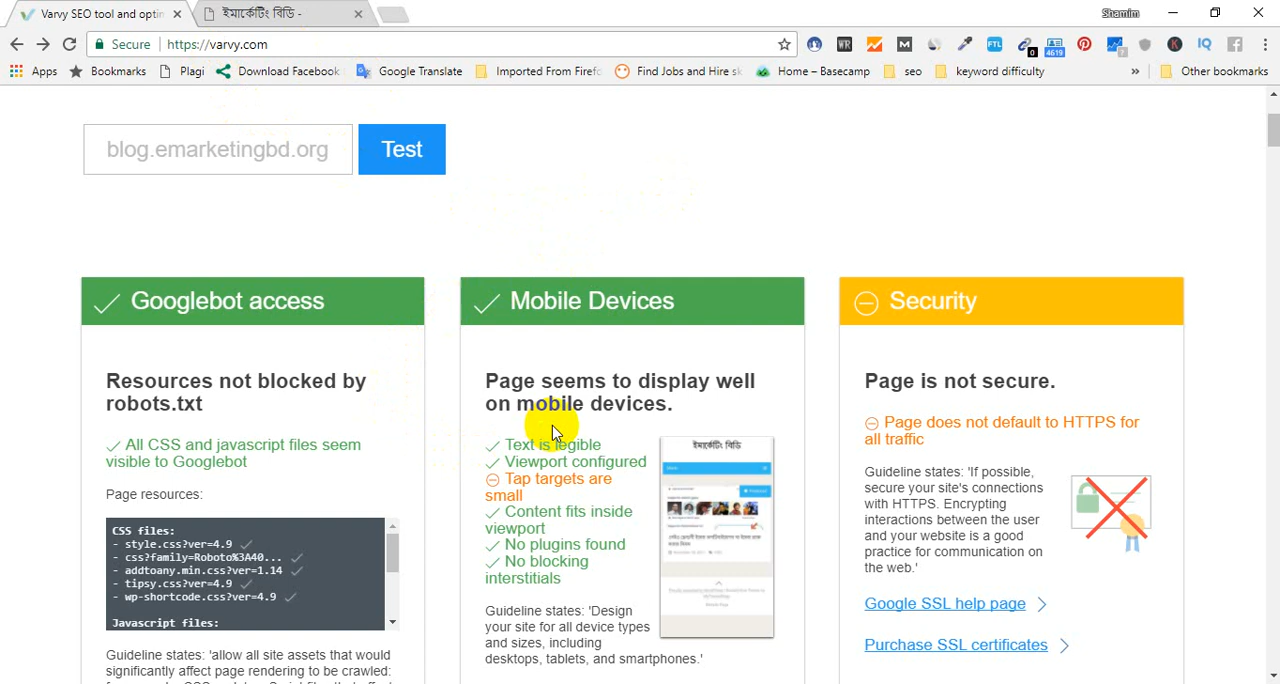 Varvy SEO tool and optin
ইমার্কেটিং বিডি -
Shamim
Secure
https://varvy.com
0
4619
7
Apps
Bookmarks
Plagi
Download Facebook
Google Translate
Imported From Firefo
Find Jobs and Hire sk
Home – Basecamp
seo
keyword difficulty
»
Other bookmarks
blog.emarketingbd.org
Test
Googlebot access
Resources not blocked by
robots.txt
All CSS and javascript files seem
visible to Googlebot
Page resources:
CSS files:
- style.css?ver=4.9
- css?family=Roboto%3A40...
- addtoany.min.css?ver=1.14
- tipsy.css?ver=4.9
- wp-shortcode.css?ver=4.9
Javascript files:
Guideline states: 'allow all site assets that would
significantly affect page rendering to be crawled:
Mobile Devices
Page seems to display well
on mobile devices.
Text is legible
Viewport configured
Tap targets are
small
Content fits inside
viewport
No plugins found
No blocking
interstitials
ইমার্কেটিং বিডি
Guideline states: 'Design
your site for all device types
and sizes, including
desktops, tablets, and smartphones.'
Security
Page is not secure.
Page does not default to HTTPS for
all traffic
Guideline states: 'If possible,
secure your site's connections
with HTTPS. Encrypting
interactions between the user
and your website is a good
practice for communication on
the web.'
Google SSL help page
Purchase SSL certificates